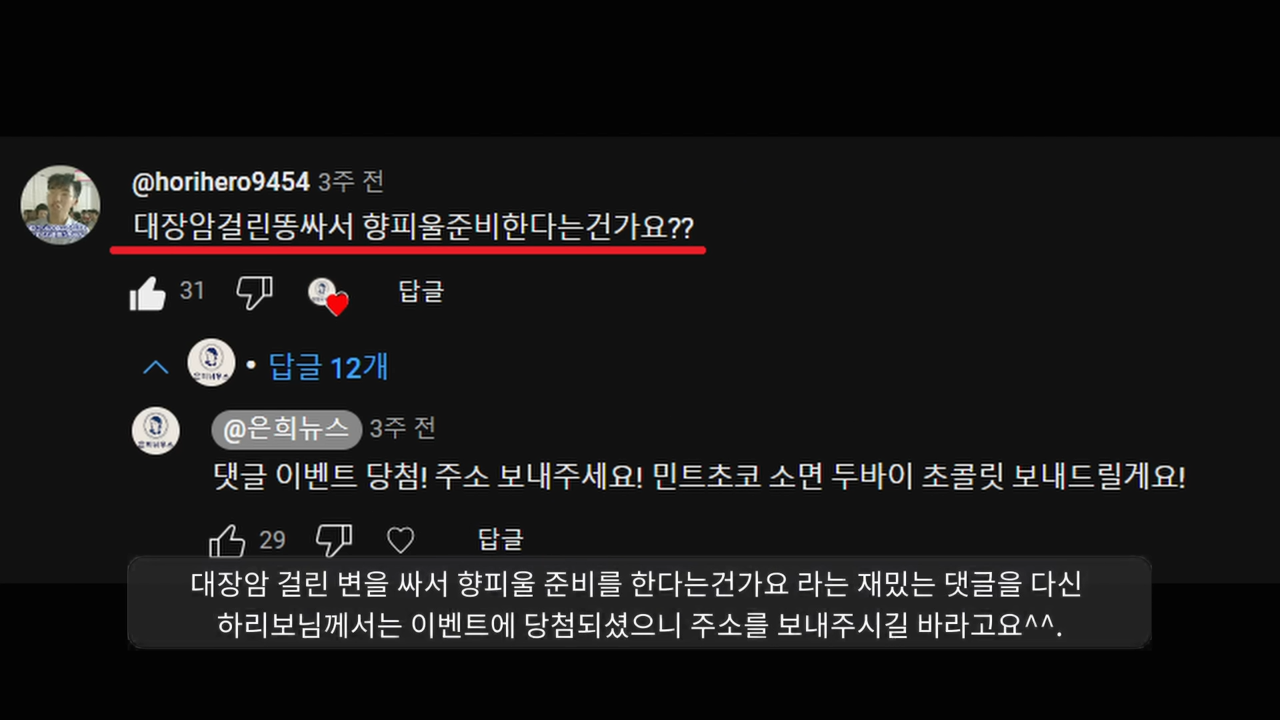 @horihero9454 3주 전
대장암걸린똥싸서 향피울준비한다는건가요??
31 답글
• 답글 12개
@은희뉴스 3주 전
댓글 이벤트 당첨! 주소 보내주세요! 민트초코 소면 두바이 초콜릿 보내드릴게요!
29 답글
대장암 걸린 변을 싸서 향피울 준비를 한다는건가요 라는 재밌는 댓글을 다신
하리보님께서는 이벤트에 당첨되셨으니 주소를 보내주시길 바라고요^^.